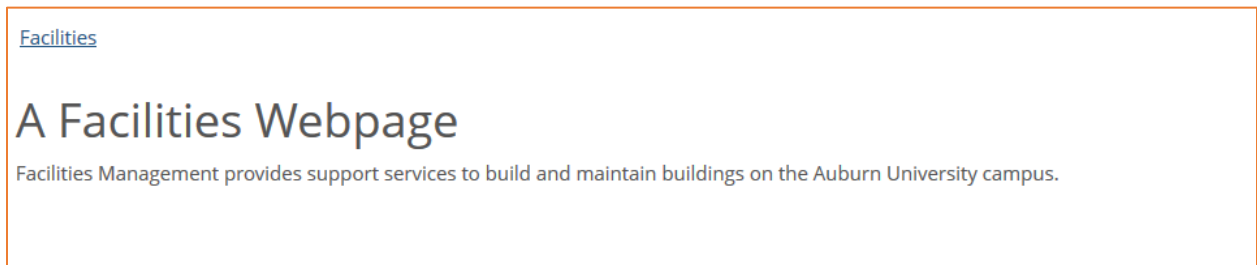 Facilities
A Facilities Webpage
Facilities Management provides support services to build and maintain buildings on the Auburn University campus.